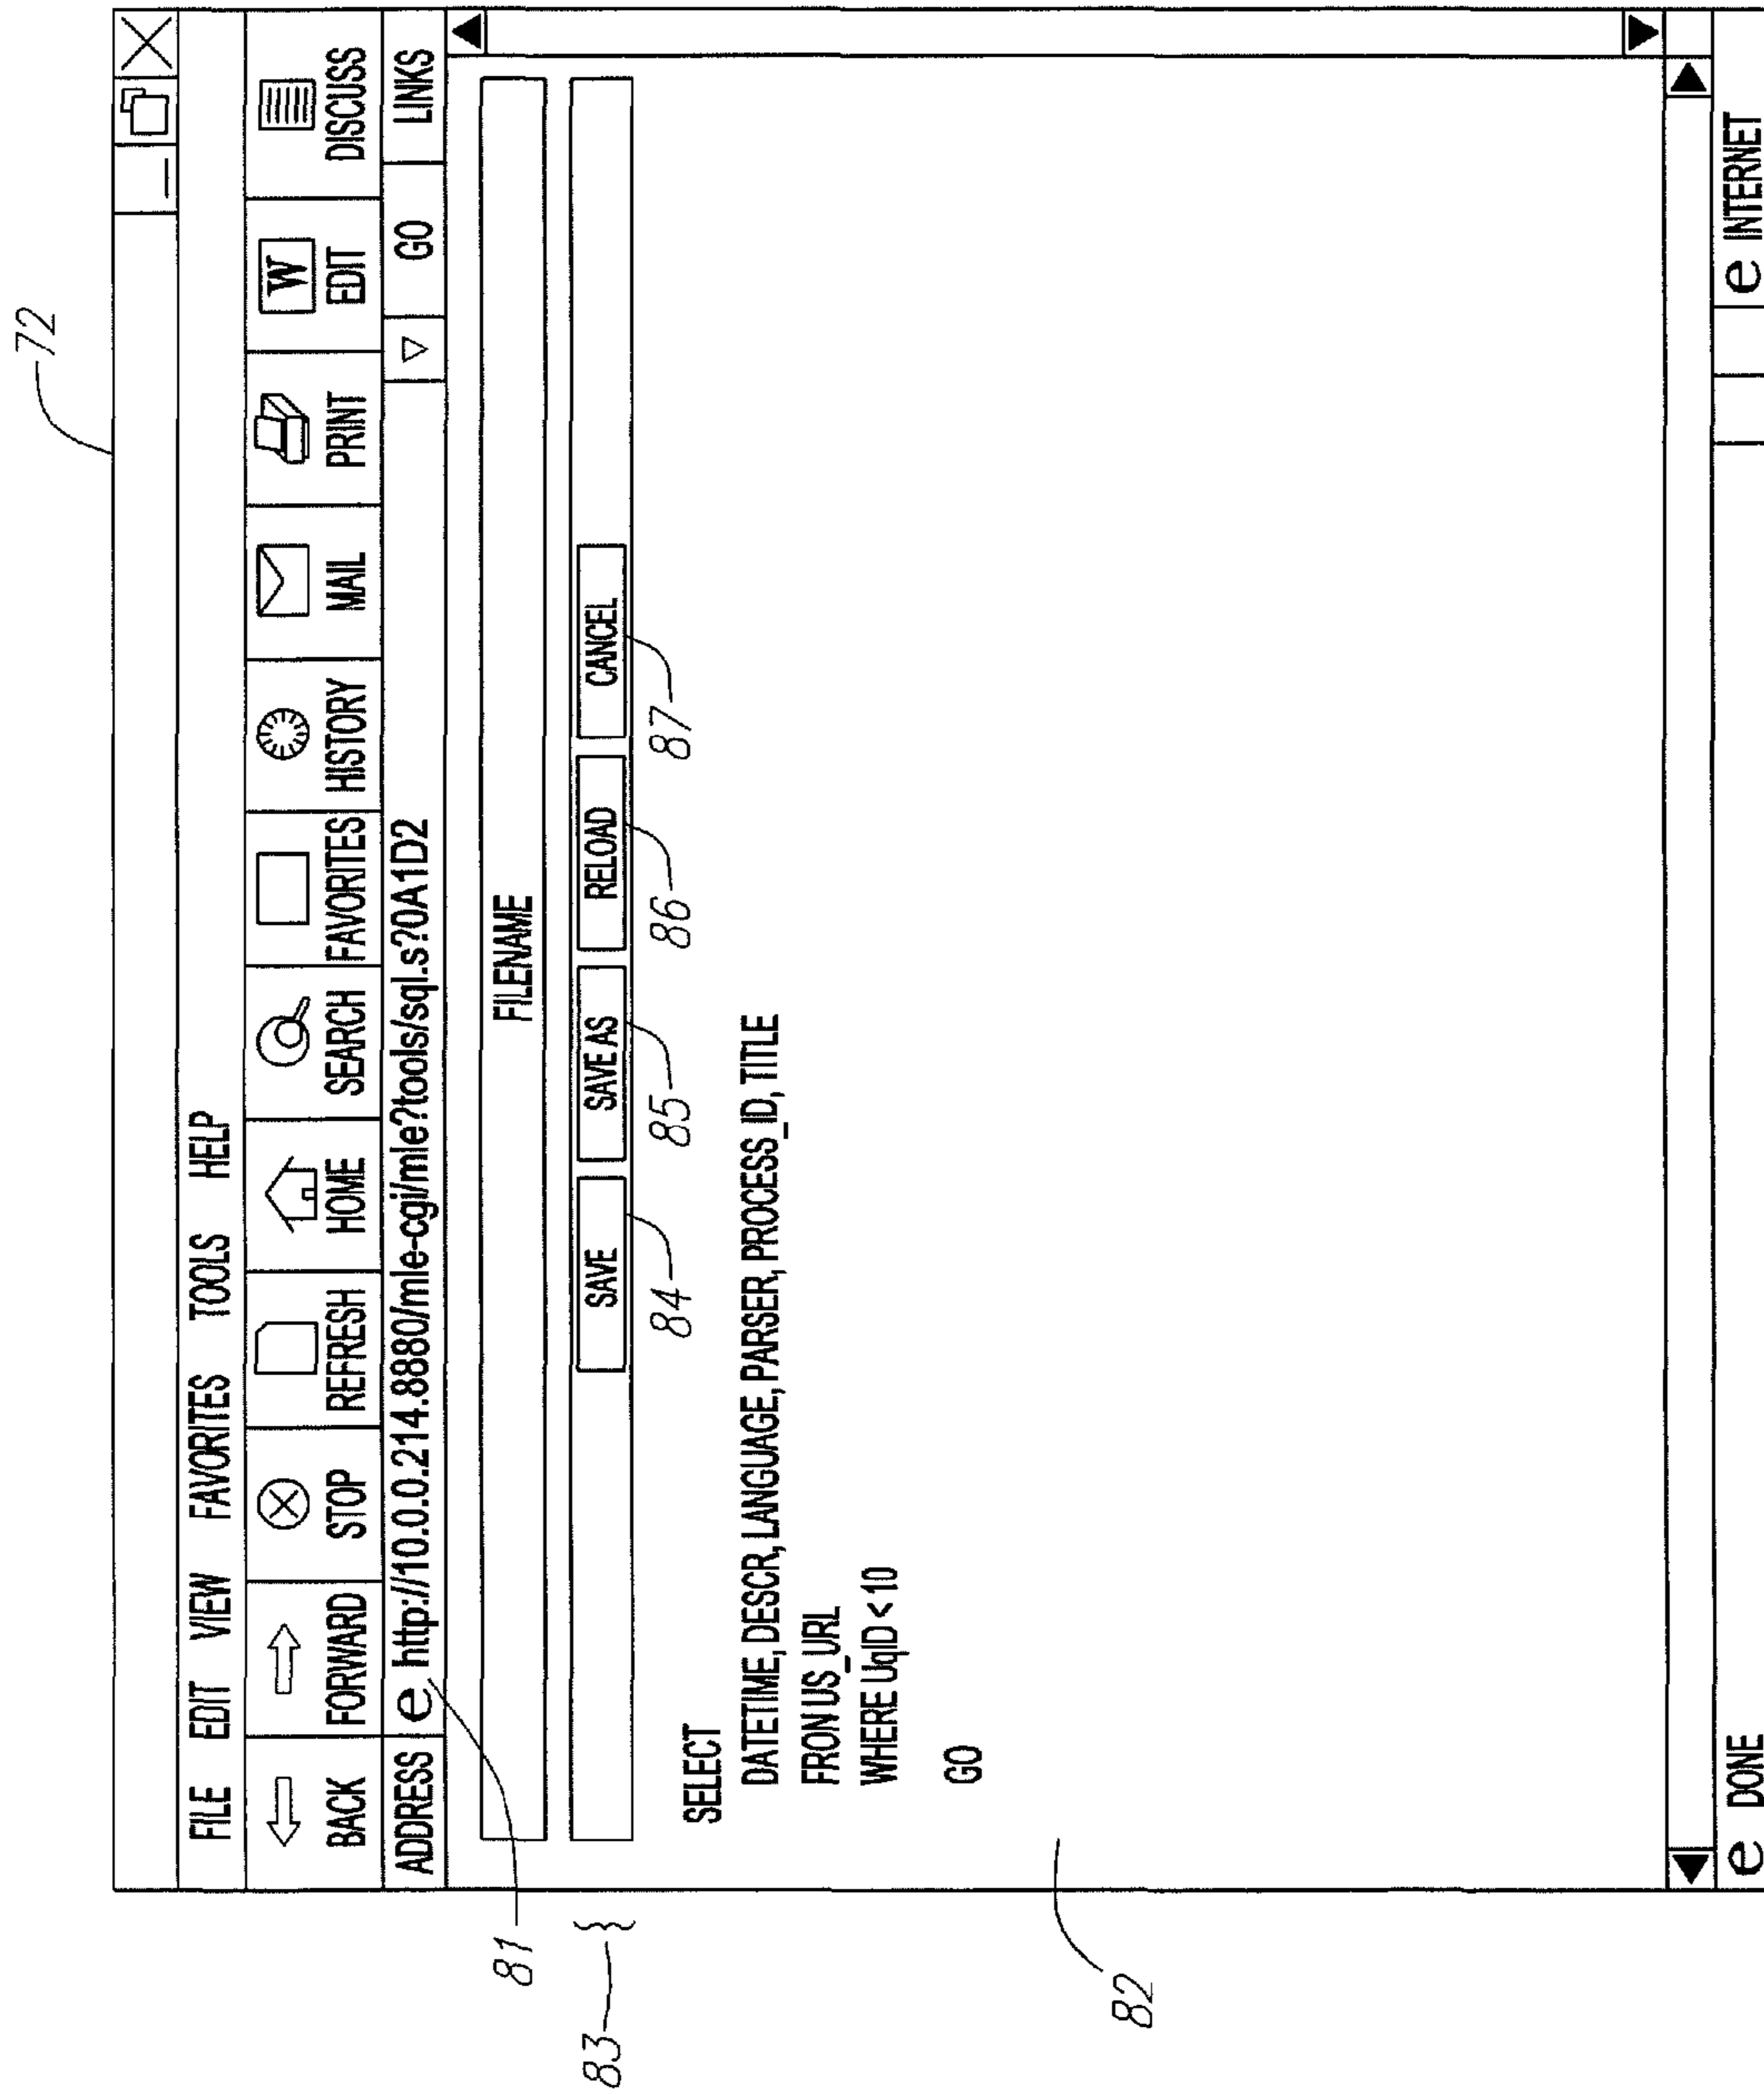 72
FILE EDIT VIEW FAVORITES TOOLS HELP
BACK FORWARD STOP REFRESH HOME SEARCH FAVORITES HISTORY MAIL PRINT W EDIT DISCUSS
ADDRESS e http://10.0.0.214.8880/mle-cgi/mle?tools/sql.s?0A1D2 GO LINKS
81
FILENAME
83
SAVE SAVE AS RELOAD CANCEL
84 85 86 87
SELECT
DATETIME, DESCR, LANGUAGE, PARSER, PROCESS_ID, TITLE
FRON US_URL
WHERE UqID < 10
GO
82
e DONE e INTERNET